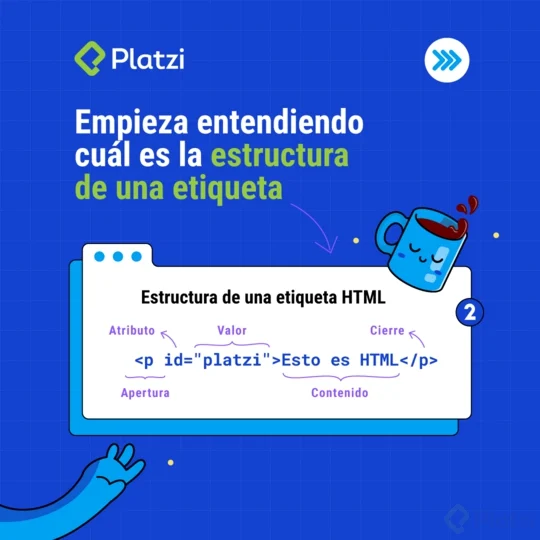 Platzi
Empieza entendiendo
cuál es la estructura
de una etiqueta
Estructura de una etiqueta HTML
2
Atributo Valor Cierre
<p id="platzi">Esto es HTML</p>
Apertura Contenido